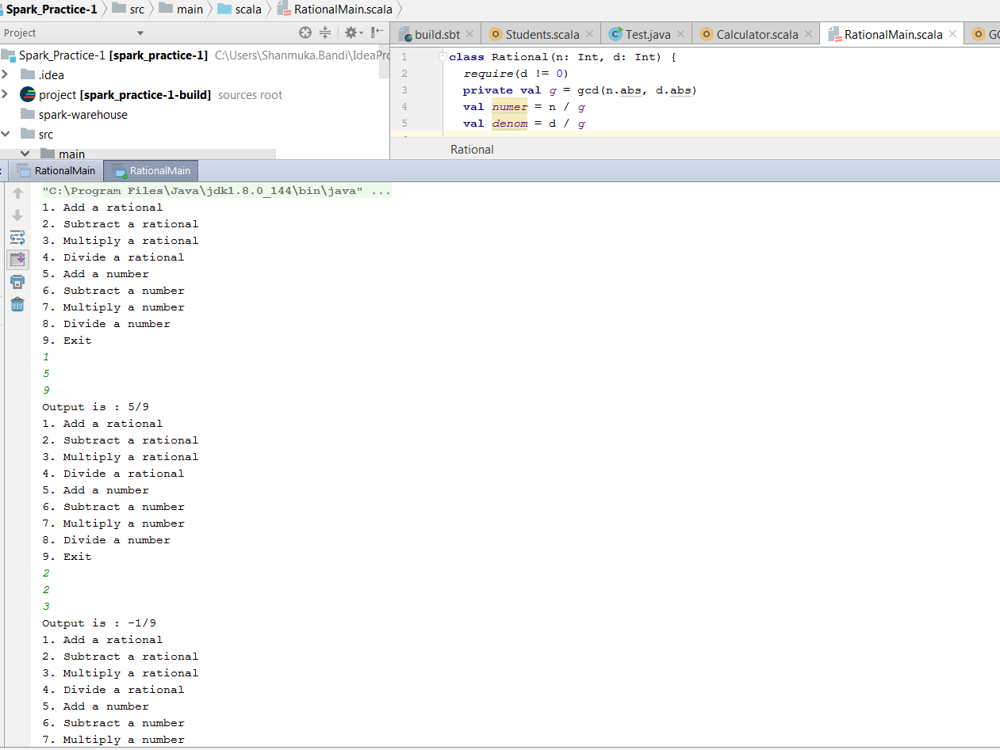 Spark_Practice-1 src main scala RationalMain.scala
Project
build.sbt Students.scala Test.java Calculator.scala RationalMain.scala
Spark_Practice-1 [spark_practice-1] C:\Users\Shanmuka.Bandi\IdeaPro
.idea
project [spark_practice-1-build] sources root
spark-warehouse
src
main
1 class Rational(n: Int, d: Int) {
2 require(d != 0)
3 private val g = gcd(n.abs, d.abs)
4 val numer = n / g
5 val denom = d / g
Rational
RationalMain RationalMain
"C:\Program Files\Java\jdk1.8.0_144\bin\java" ...
1. Add a rational
2. Subtract a rational
3. Multiply a rational
4. Divide a rational
5. Add a number
6. Subtract a number
7. Multiply a number
8. Divide a number
9. Exit
1
5
9
Output is : 5/9
1. Add a rational
2. Subtract a rational
3. Multiply a rational
4. Divide a rational
5. Add a number
6. Subtract a number
7. Multiply a number
8. Divide a number
9. Exit
2
2
3
Output is : -1/9
1. Add a rational
2. Subtract a rational
3. Multiply a rational
4. Divide a rational
5. Add a number
6. Subtract a number
7. Multiply a number